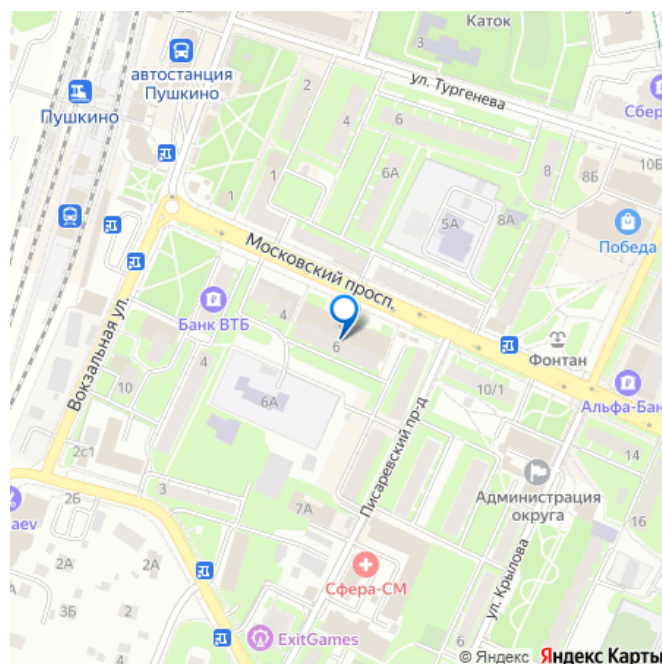 Каток
3
автостанция
Пушкино
ул. Тургенева
Сбер
Пушкино
2
4
6
10Б
6А
8
8Б
1
1
5А
8А
Победа
Московский просп.
Банк ВТБ
4
6
Фонтан
Вокзальная ул.
4
10
6А
10/1
Альфа-Бан
Писаревский пр-д
2с1
14
Администрация
округа
3
2Б
7А
16
aev
2А
2А
Сфера-СМ
ул. Крылова
3Б
2
ExitGames
6
© Яндекс Яндекс Карты